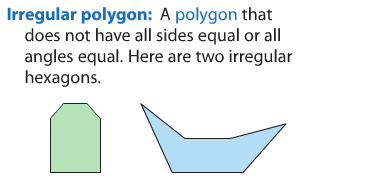 Irregular polygon: A polygon that
does not have all sides equal or all
angles equal. Here are two irregular
hexagons.